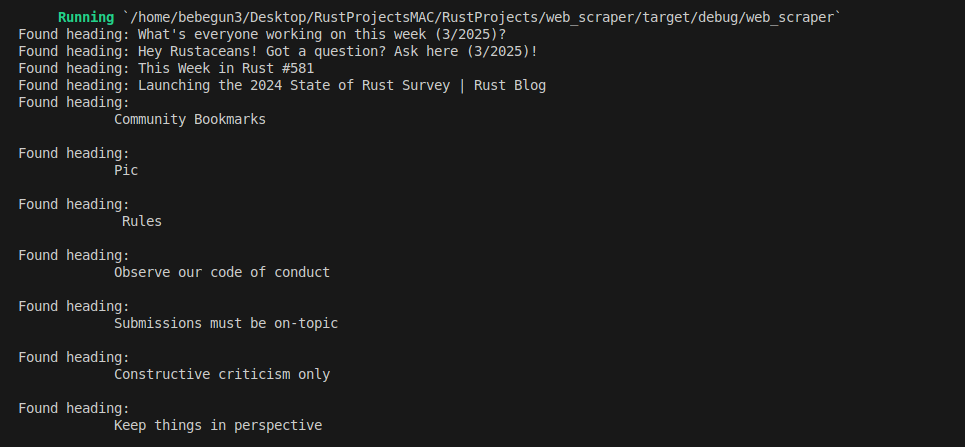 Running `/home/bebegun3/Desktop/RustProjectsMAC/RustProjects/web_scraper/target/debug/web_scraper`
Found heading: What's everyone working on this week (3/2025)?
Found heading: Hey Rustaceans! Got a question? Ask here (3/2025)!
Found heading: This Week in Rust #581
Found heading: Launching the 2024 State of Rust Survey | Rust Blog
Found heading:
Community Bookmarks
Found heading:
Pic
Found heading:
Rules
Found heading:
Observe our code of conduct
Found heading:
Submissions must be on-topic
Found heading:
Constructive criticism only
Found heading:
Keep things in perspective